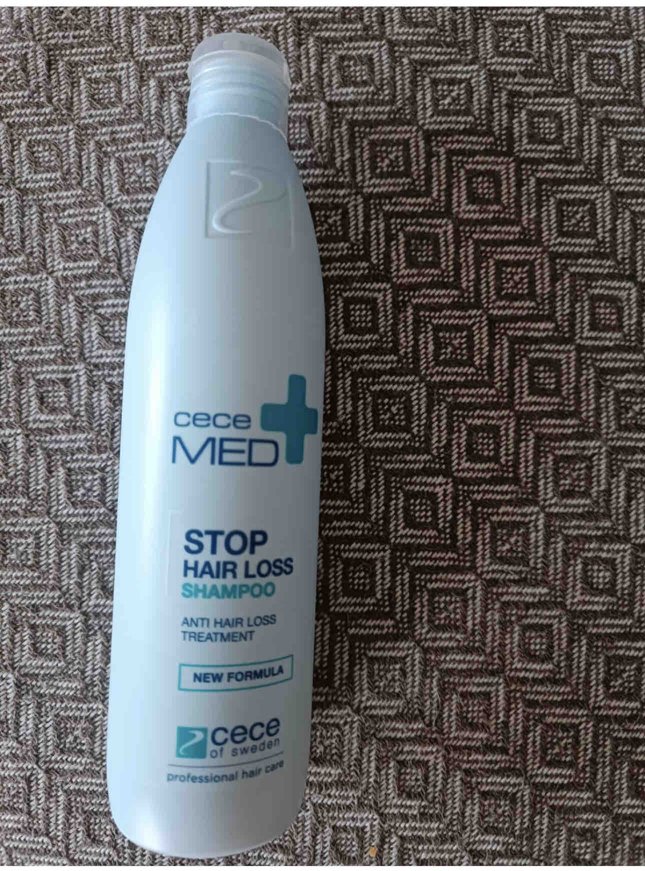 cece
MED
STOP
HAIR LOSS
SHAMPOO
ANTI HAIR LOSS
TREATMENT
NEW FORMULA
cece
of sweden
professional hair care